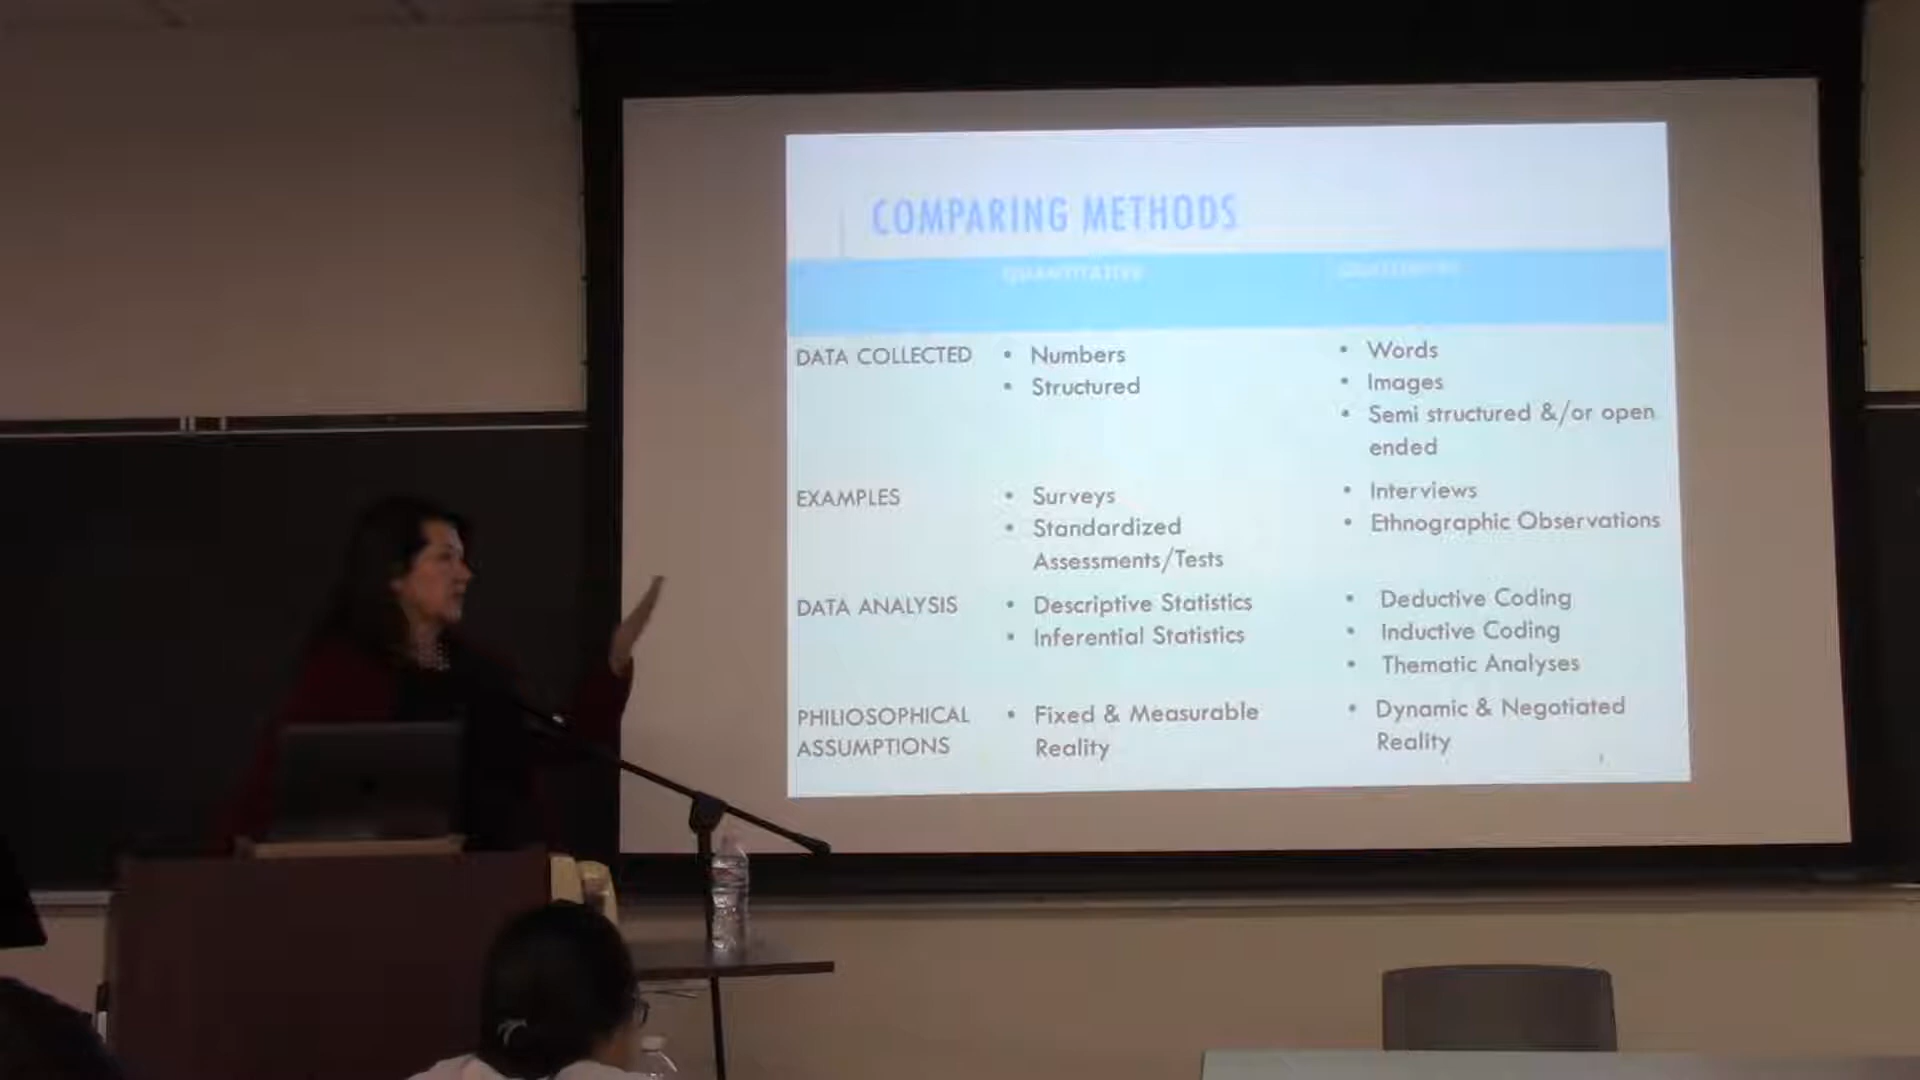 COMPARING METHODS
QUANTITATIVE
DATA COLLECTED
• Numbers
• Structured
• Words
• Images
• Semi structured &/or open
ended
EXAMPLES
• Surveys
• Standardized
Assessments/Tests
• Interviews
• Ethnographic Observations
DATA ANALYSIS
• Descriptive Statistics
• Inferential Statistics
• Deductive Coding
• Inductive Coding
• Thematic Analyses
PHILIOSOPHICAL
ASSUMPTIONS
• Fixed & Measurable
Reality
• Dynamic & Negotiated
Reality